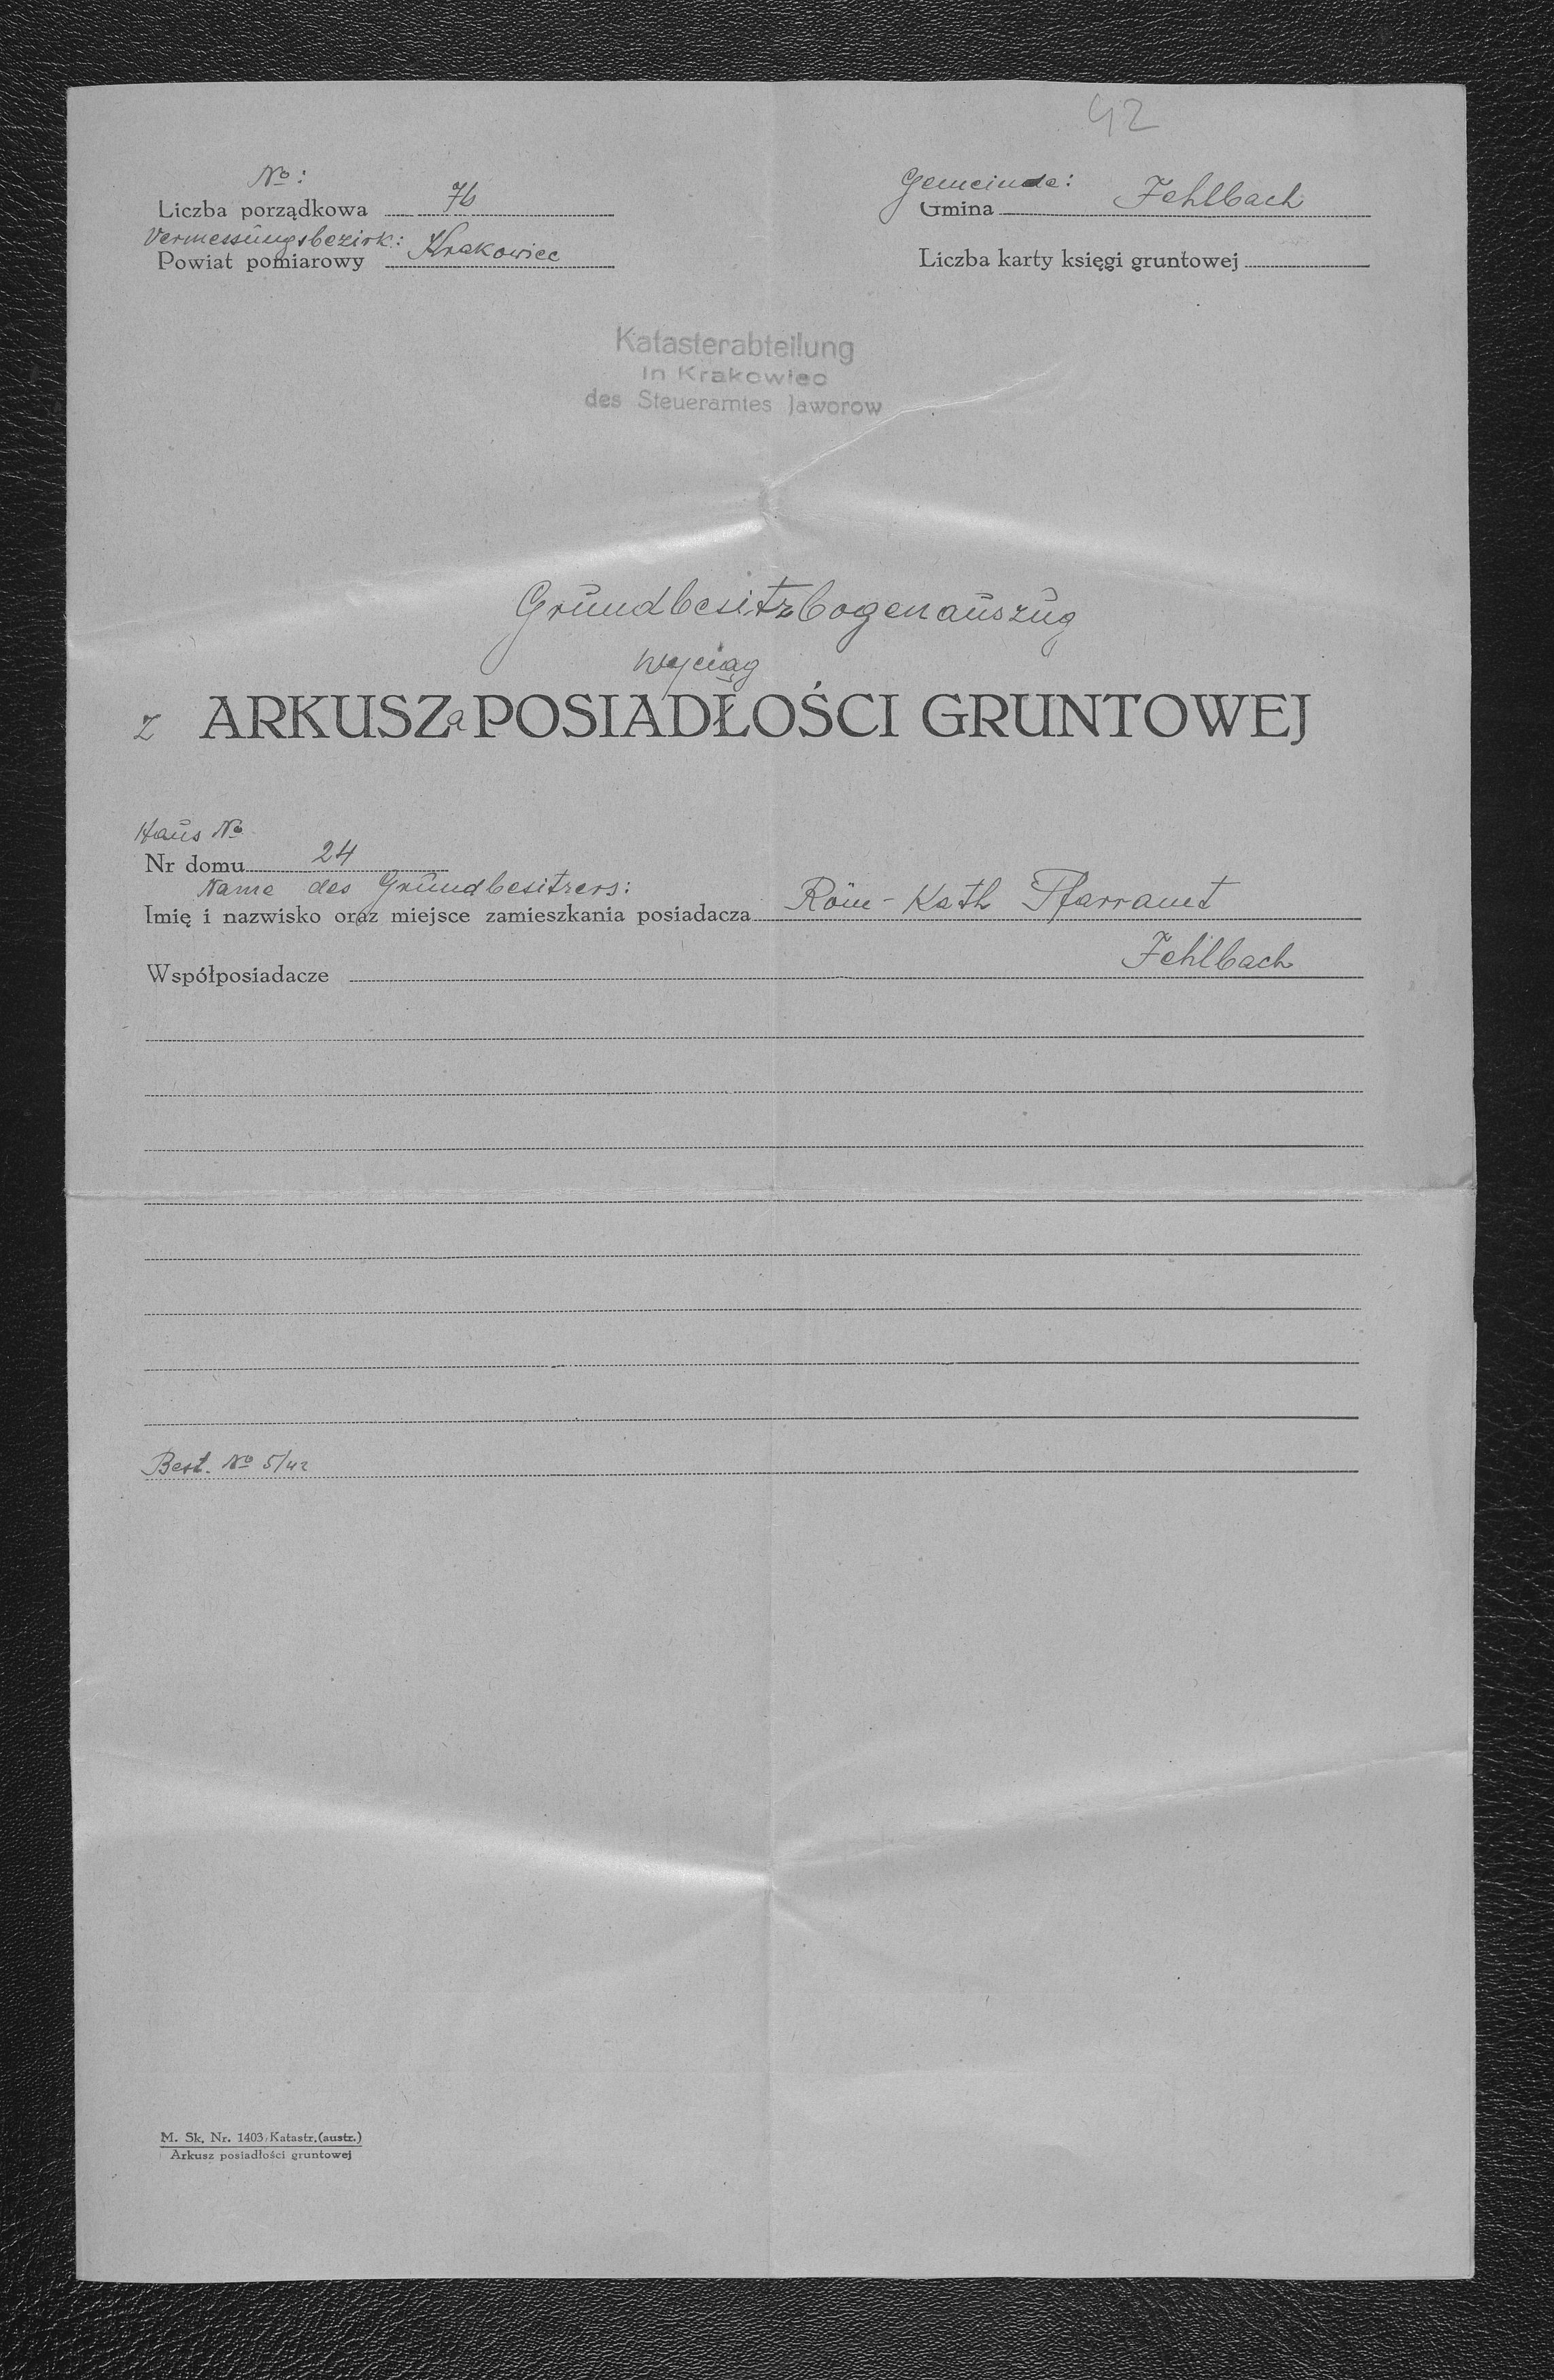 42
No:
Liczba porządkowa 76
Vermessungsbezirk:
Powiat pomiarowy Krakowiec
Gemeinde:
Gmina Fehlbach
Liczba karty księgi gruntowej
Katasterabteilung
in Krakowiec
des Steueramtes Jaworow
Grundbesitzbogenauszug
Wyciąg
z ARKUSZa POSIADŁOŚCI GRUNTOWEJ
Haus No
Nr domu 24
Name des Grundbesitzers:
Imię i nazwisko oraz miejsce zamieszkania posiadacza Röm-Kath Pfarramt
Fehlbach
Współposiadacze
Best. No 5/42
M. Sk. Nr. 1403/Katastr.(austr.)
Arkusz posiadłości gruntowej